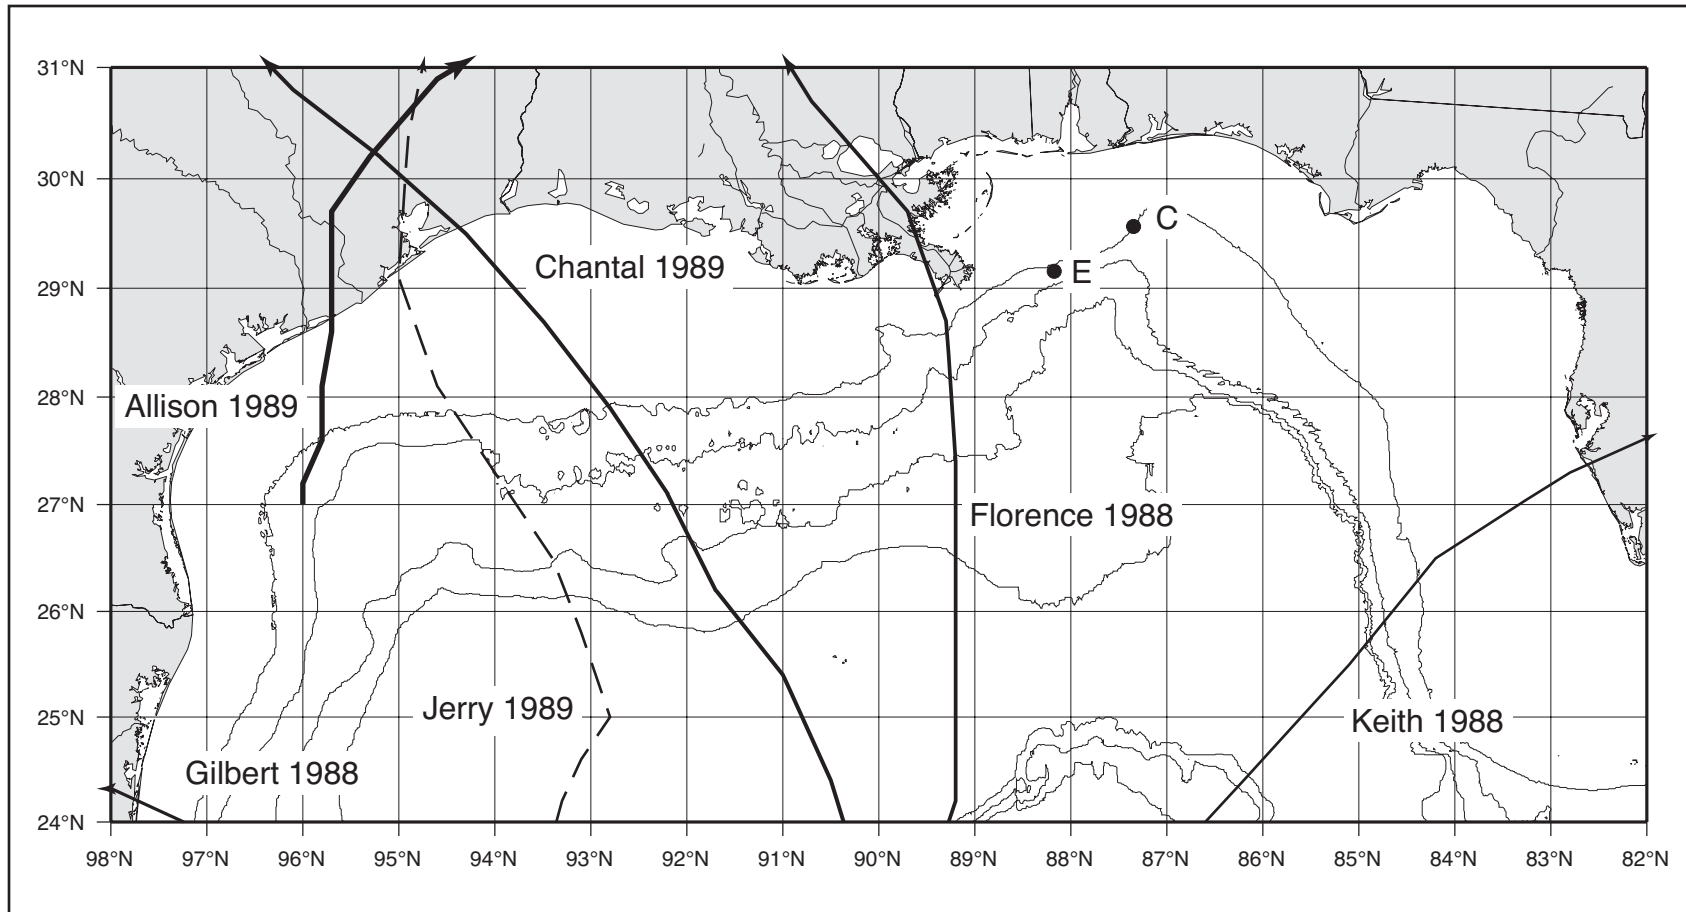 31°N
30°N
C
Chantal 1989
E
29°N
28°N
Allison 1989
27°N
Florence 1988
26°N
25°N
Jerry 1989
Keith 1988
Gilbert 1988
24°N
98°N 97°N 96°N 95°N 94°N 93°N 92°N 91°N 90°N 89°N 88°N 87°N 86°N 85°N 84°N 83°N 82°N